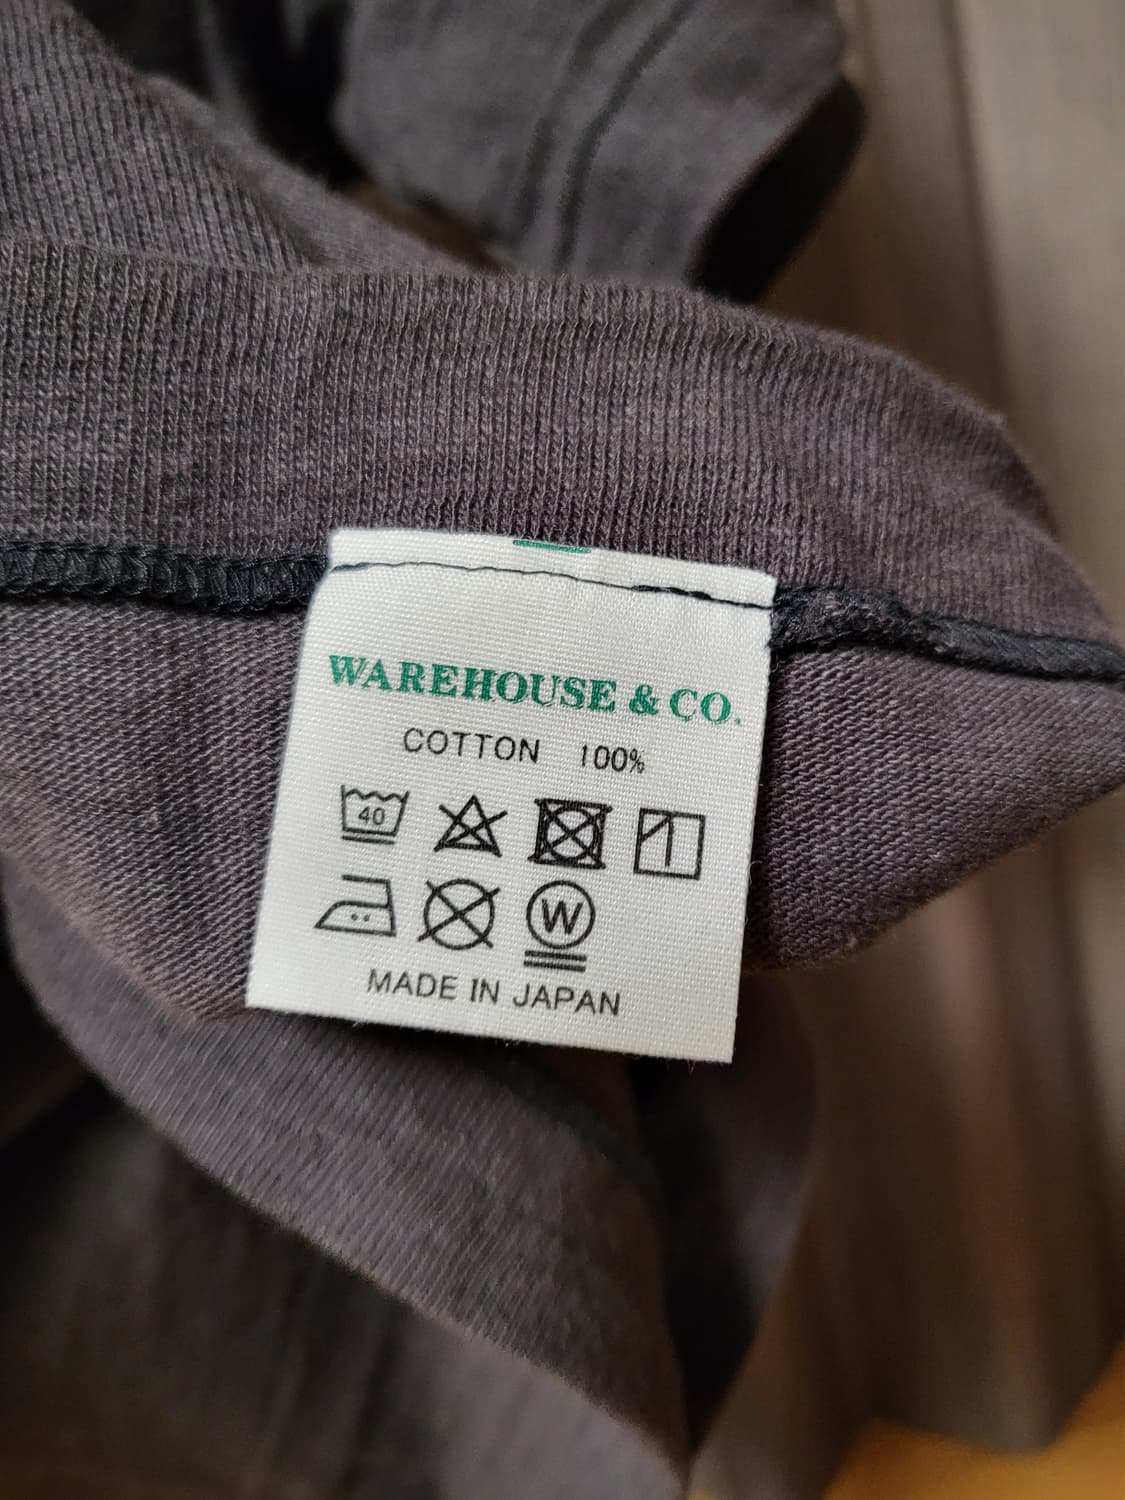 WAREHOUSE & CO.
COTTON 100%
40
W
MADE IN JAPAN